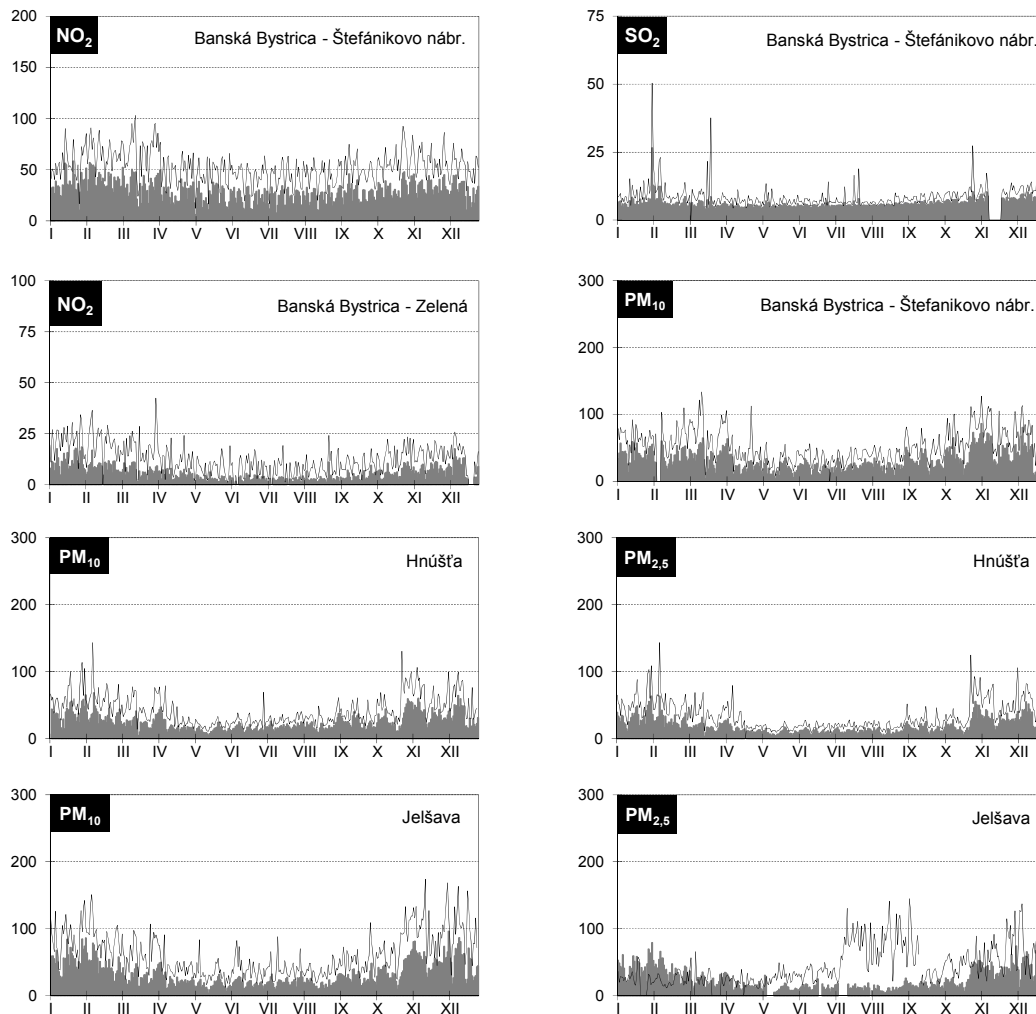 NO₂ Banská Bystrica - Štefánikovo nábr.
200
150
100
50
0
I II III IV V VI VII VIII IX X XI XII
SO₂ Banská Bystrica - Štefánikovo nábr.
75
50
25
0
I II III IV V VI VII VIII IX X XI XII
NO₂ Banská Bystrica - Zelená
100
75
50
25
0
I II III IV V VI VII VIII IX X XI XII
PM₁₀ Banská Bystrica - Štefanikovo nábr.
300
200
100
0
I II III IV V VI VII VIII IX X XI XII
PM₁₀ Hnúšťa
300
200
100
0
I II III IV V VI VII VIII IX X XI XII
PM₂,₅ Hnúšťa
300
200
100
0
I II III IV V VI VII VIII IX X XI XII
PM₁₀ Jelšava
300
200
100
0
I II III IV V VI VII VIII IX X XI XII
PM₂,₅ Jelšava
300
200
100
0
I II III IV V VI VII VIII IX X XI XII